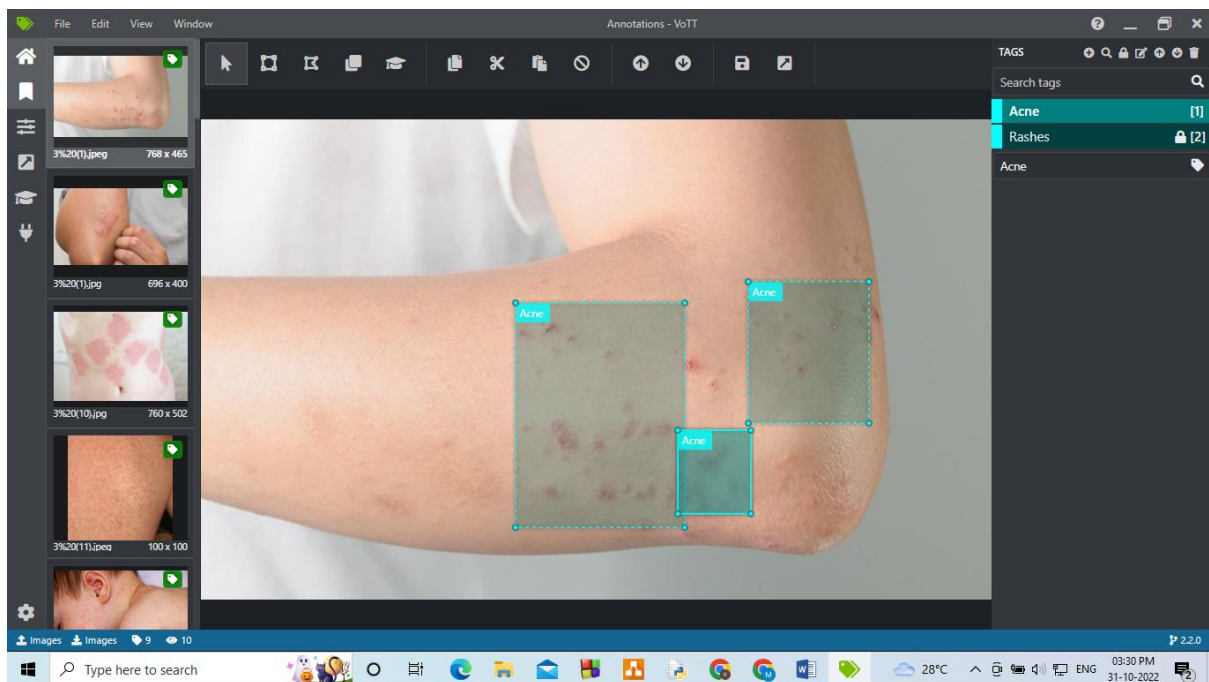 File Edit View Window
Annotations - VoTT
3%20(1).jpeg 768 x 465
3%20(1).jpg 696 x 400
3%20(10).jpg 760 x 502
3%20(11).jpeg 100 x 100
Acne
Acne
Acne
TAGS
Search tags
Acne [1]
Rashes [2]
Acne
Images Images 9 10
2.2.0
Type here to search
28°C
ENG
03:30 PM
31-10-2022
2